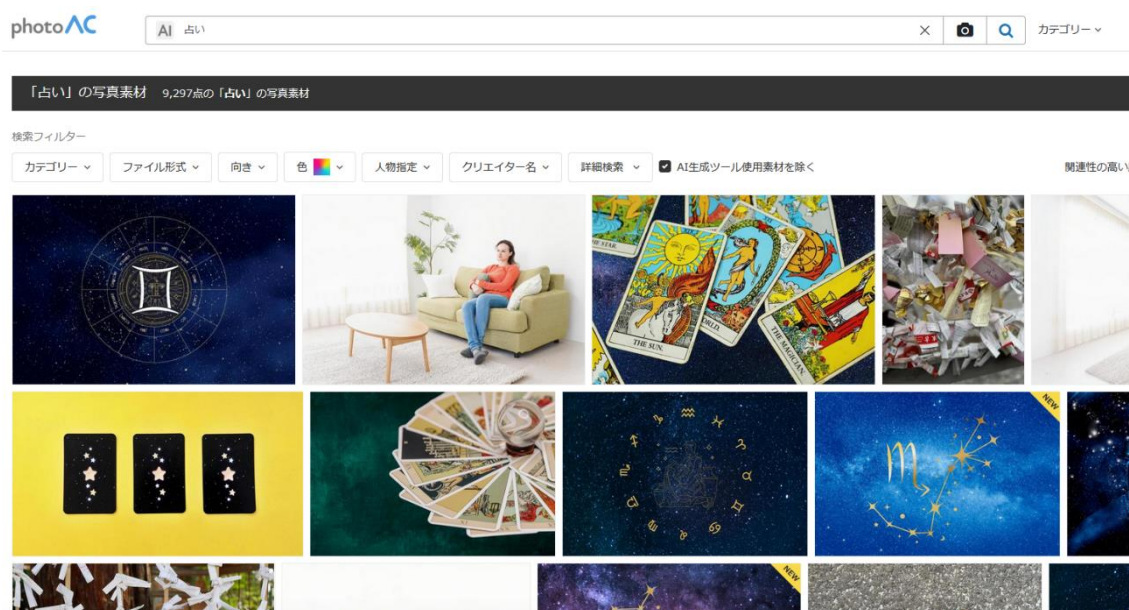 photoAC
AI 占い
カテゴリー
「占い」の写真素材 9,297点の「占い」の写真素材
検索フィルター
カテゴリー ファイル形式 向き 色 人物指定 クリエイター名 詳細検索 AI生成ツール使用素材を除く 関連性の高い
THE STAR.
THE SUN.
WORLD.
THE MAGICIAN.
NEW
NEW